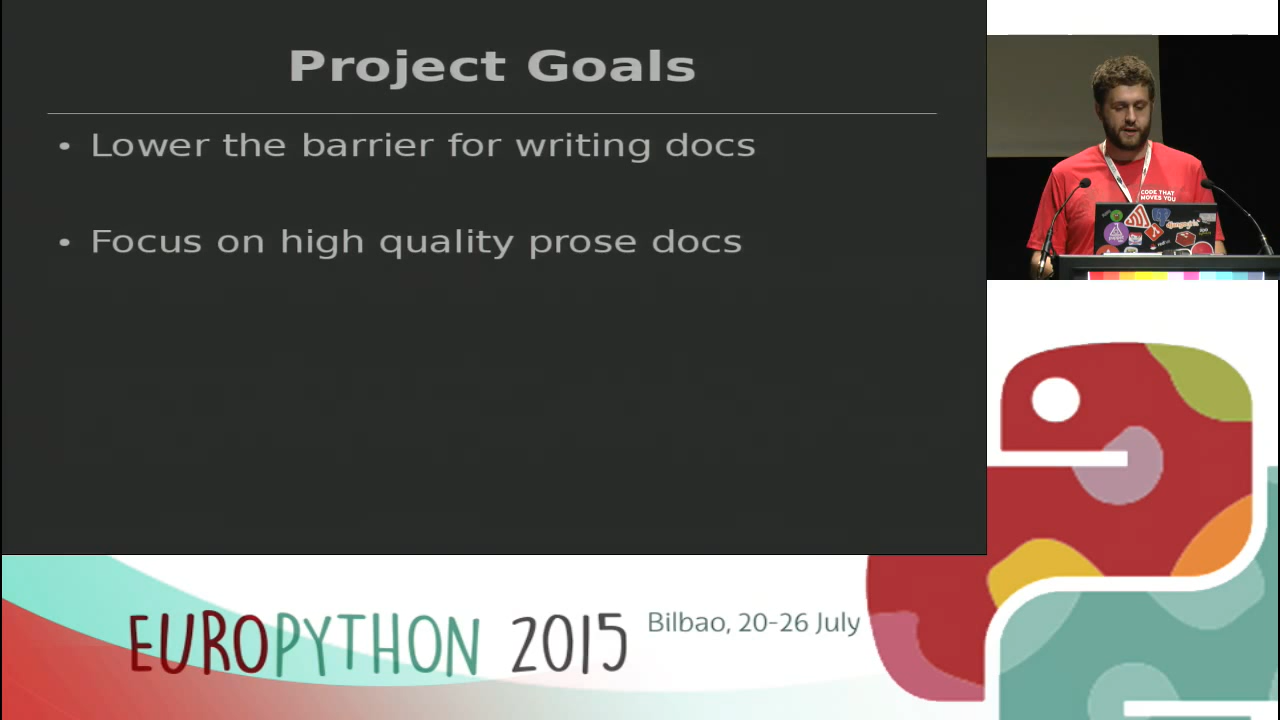 Project Goals
• Lower the barrier for writing docs
• Focus on high quality prose docs
CODE THAT
MOVES YOU
EUROPYTHON 2015
Bilbao, 20-26 July